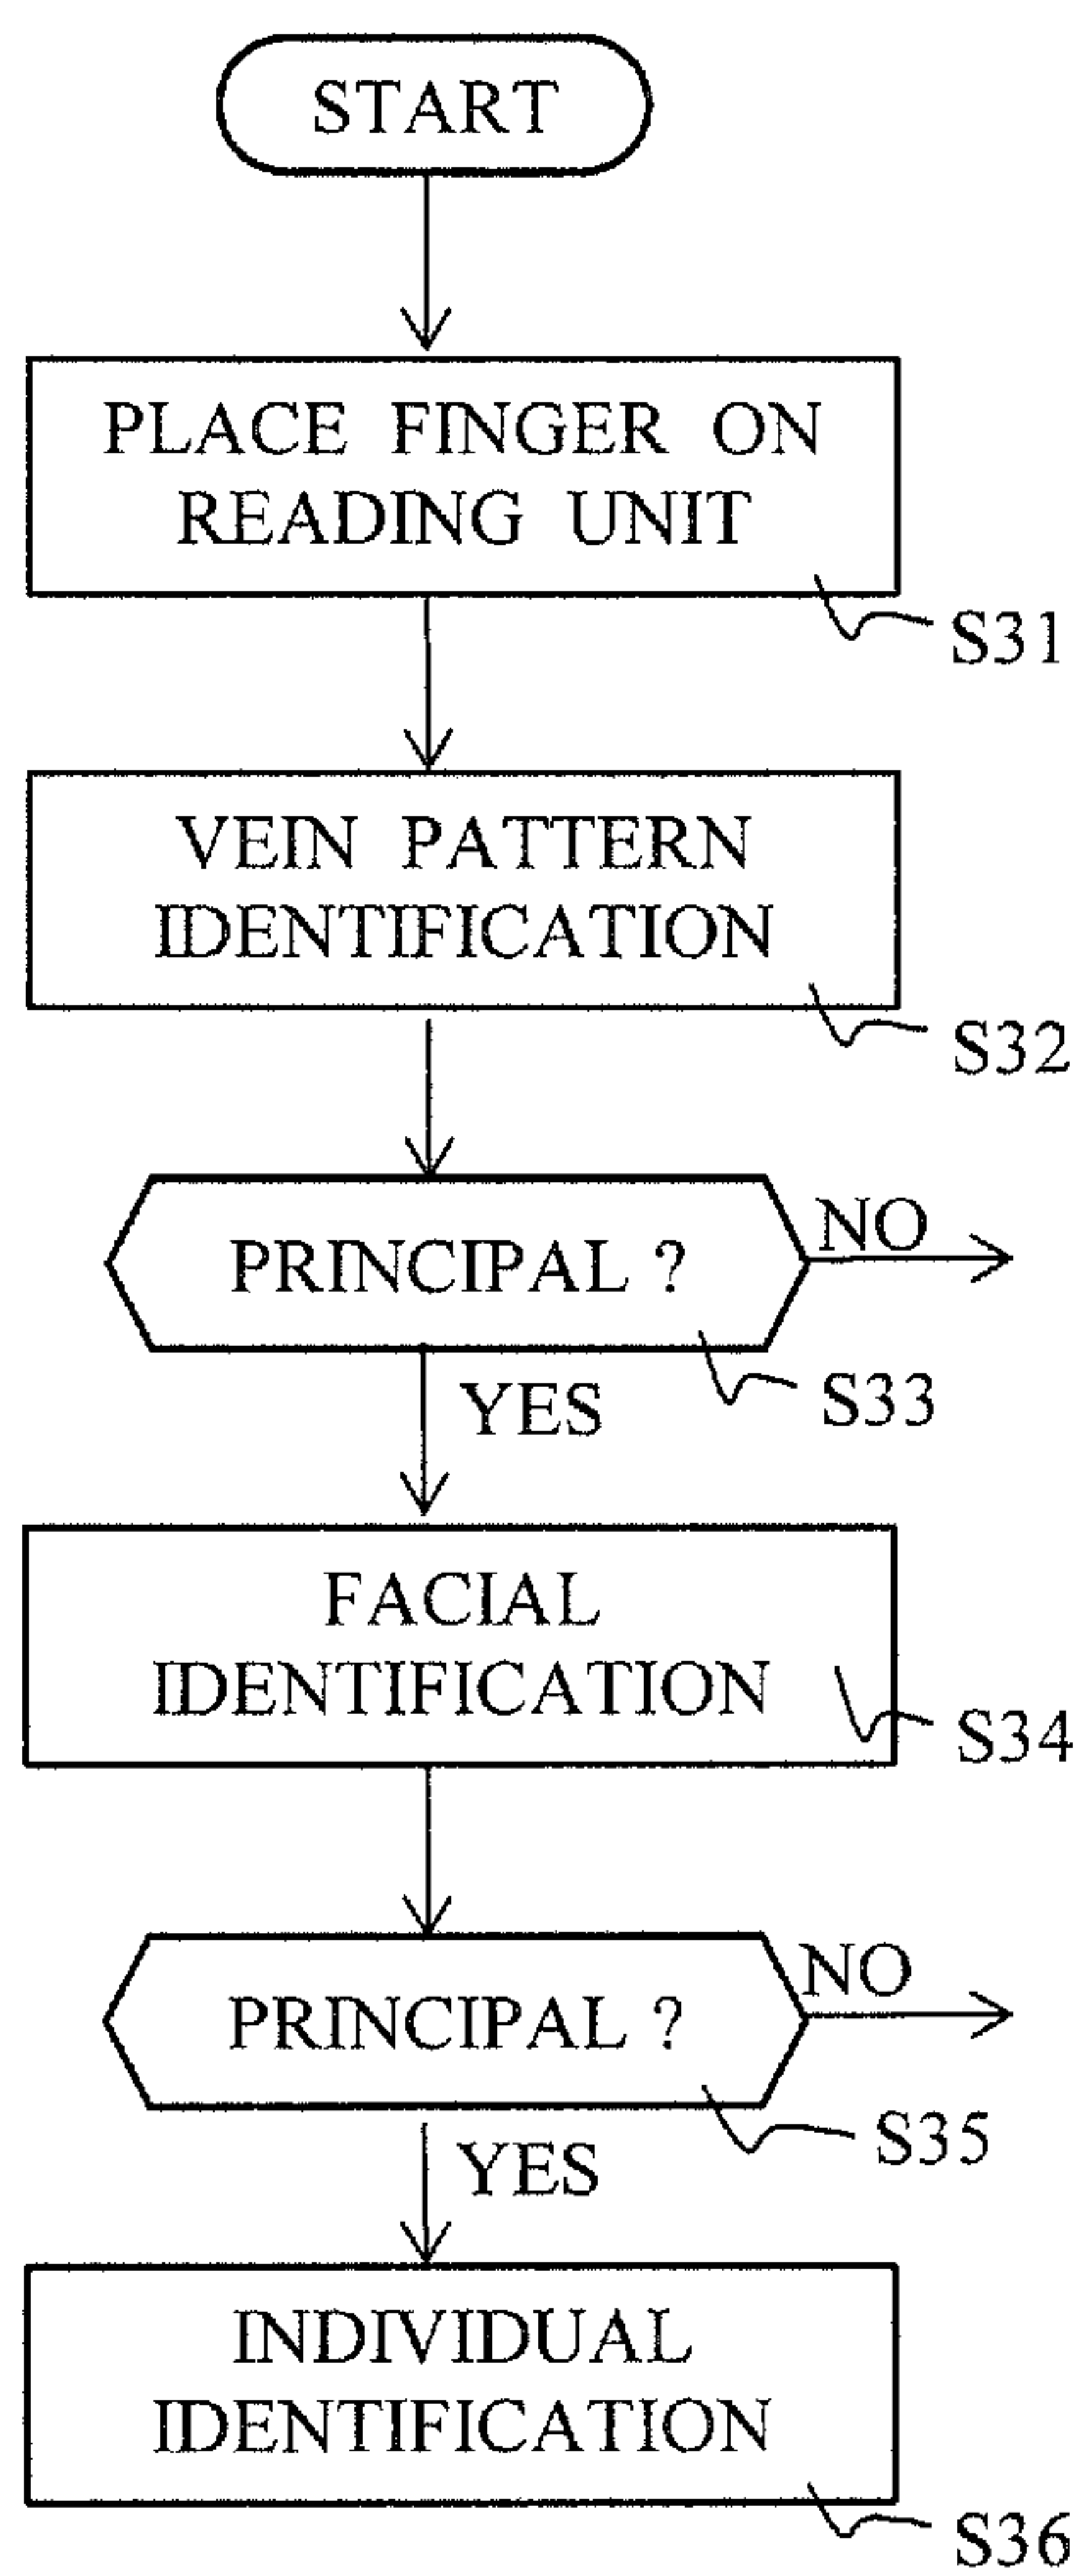 START
PLACE FINGER ON
READING UNIT
S31
VEIN PATTERN
IDENTIFICATION
S32
PRINCIPAL ?
NO
S33
YES
FACIAL
IDENTIFICATION
S34
PRINCIPAL ?
NO
S35
YES
INDIVIDUAL
IDENTIFICATION
S36